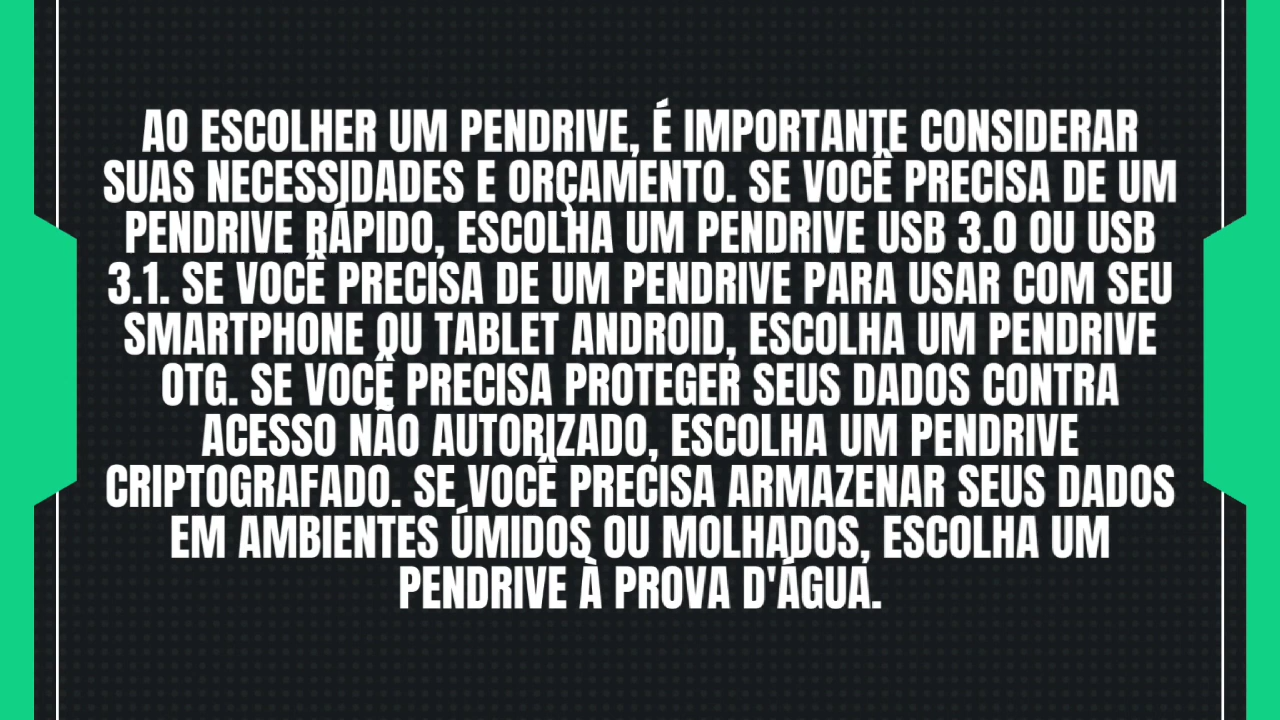 AO ESCOLHER UM PENDRIVE, É IMPORTANTE CONSIDERAR
SUAS NECESSIDADES E ORÇAMENTO. SE VOCÊ PRECISA DE UM
PENDRIVE RÁPIDO, ESCOLHA UM PENDRIVE USB 3.0 OU USB
3.1. SE VOCÊ PRECISA DE UM PENDRIVE PARA USAR COM SEU
SMARTPHONE OU TABLET ANDROID, ESCOLHA UM PENDRIVE
OTG. SE VOCÊ PRECISA PROTEGER SEUS DADOS CONTRA
ACESSO NÃO AUTORIZADO, ESCOLHA UM PENDRIVE
CRIPTOGRAFADO. SE VOCÊ PRECISA ARMAZENAR SEUS DADOS
EM AMBIENTES ÚMIDOS OU MOLHADOS, ESCOLHA UM
PENDRIVE À PROVA D'ÁGUA.